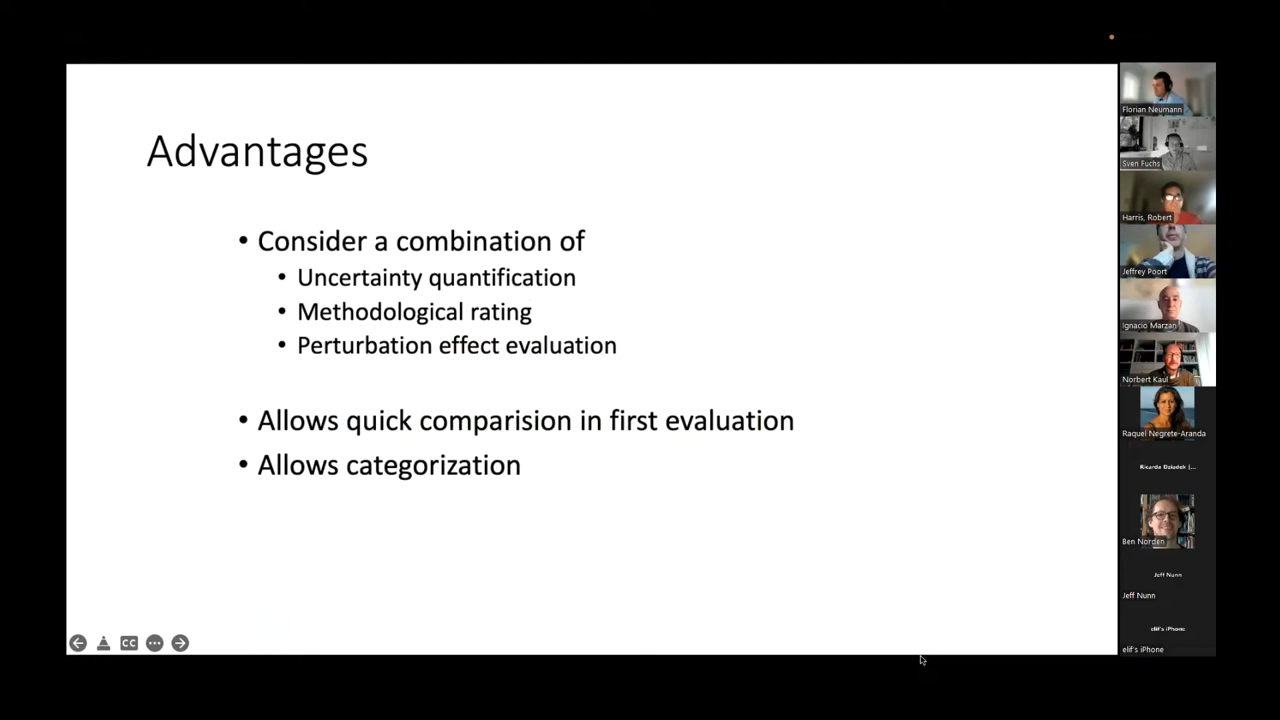 Advantages
• Consider a combination of
• Uncertainty quantification
• Methodological rating
• Perturbation effect evaluation
• Allows quick comparision in first evaluation
• Allows categorization
CC
Florian Neumann
Sven Fuchs
Harris, Robert
Jeffrey Poort
Ignacio Marzan
Norbert Kaul
Raquel Negrete-Aranda
Ricarda Dziadek |...
Ben Norden
Jeff Nunn
Jeff Nunn
elif's iPhone
elif's iPhone